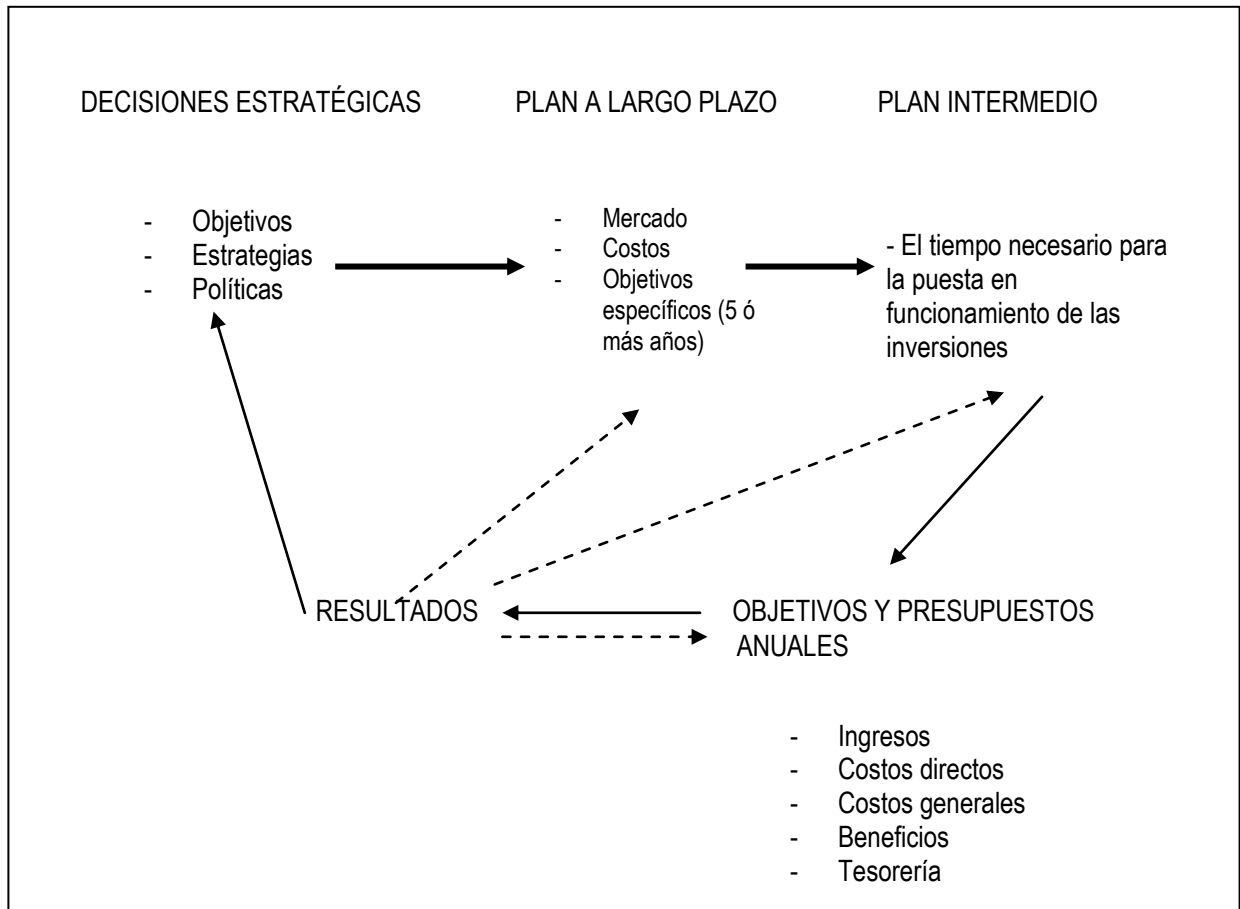 DECISIONES ESTRATÉGICAS
PLAN A LARGO PLAZO
PLAN INTERMEDIO
- Objetivos
- Estrategias
- Políticas
- Mercado
- Costos
- Objetivos
específicos (5 ó
más años)
- El tiempo necesario para
la puesta en
funcionamiento de las
inversiones
RESULTADOS
OBJETIVOS Y PRESUPUESTOS
ANUALES
- Ingresos
- Costos directos
- Costos generales
- Beneficios
- Tesorería